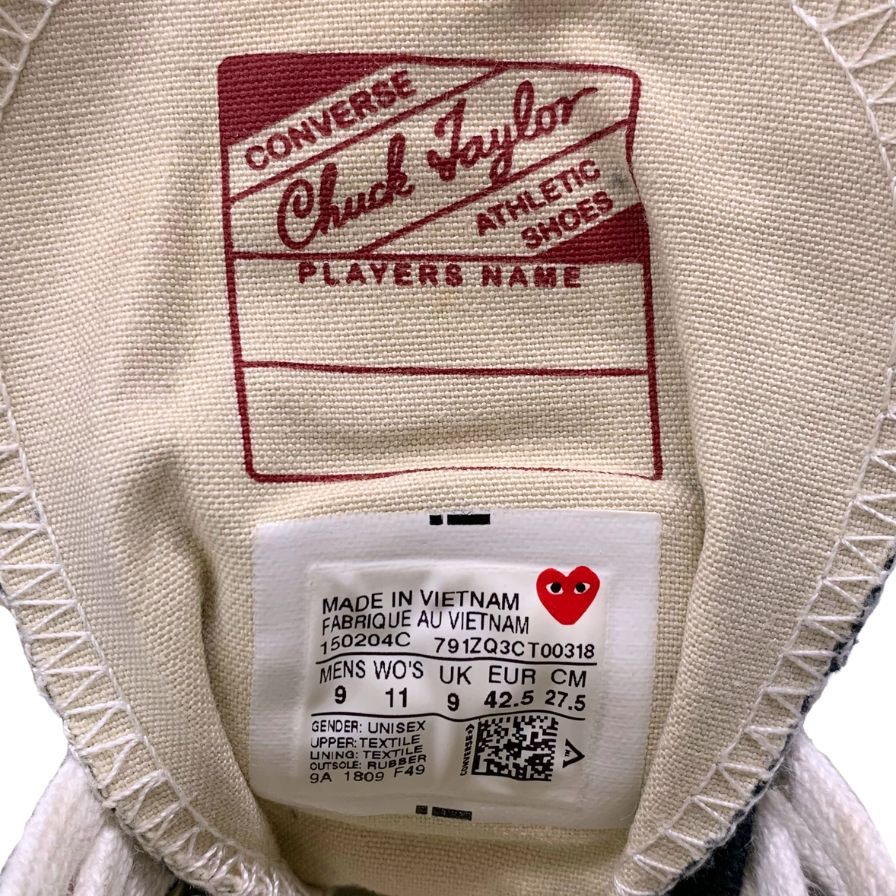 CONVERSE
Chuck Taylor
ATHLETIC
SHOES
PLAYERS NAME
MADE IN VIETNAM
FABRIQUE AU VIETNAM
150204C 791ZQ3CT00318
MENS WO'S UK EUR CM
9 11 9 42.5 27.5
GENDER: UNISEX
UPPER: TEXTILE
LINING: TEXTILE
OUTSOLE: RUBBER
9A 1809 F49
CONVERSE